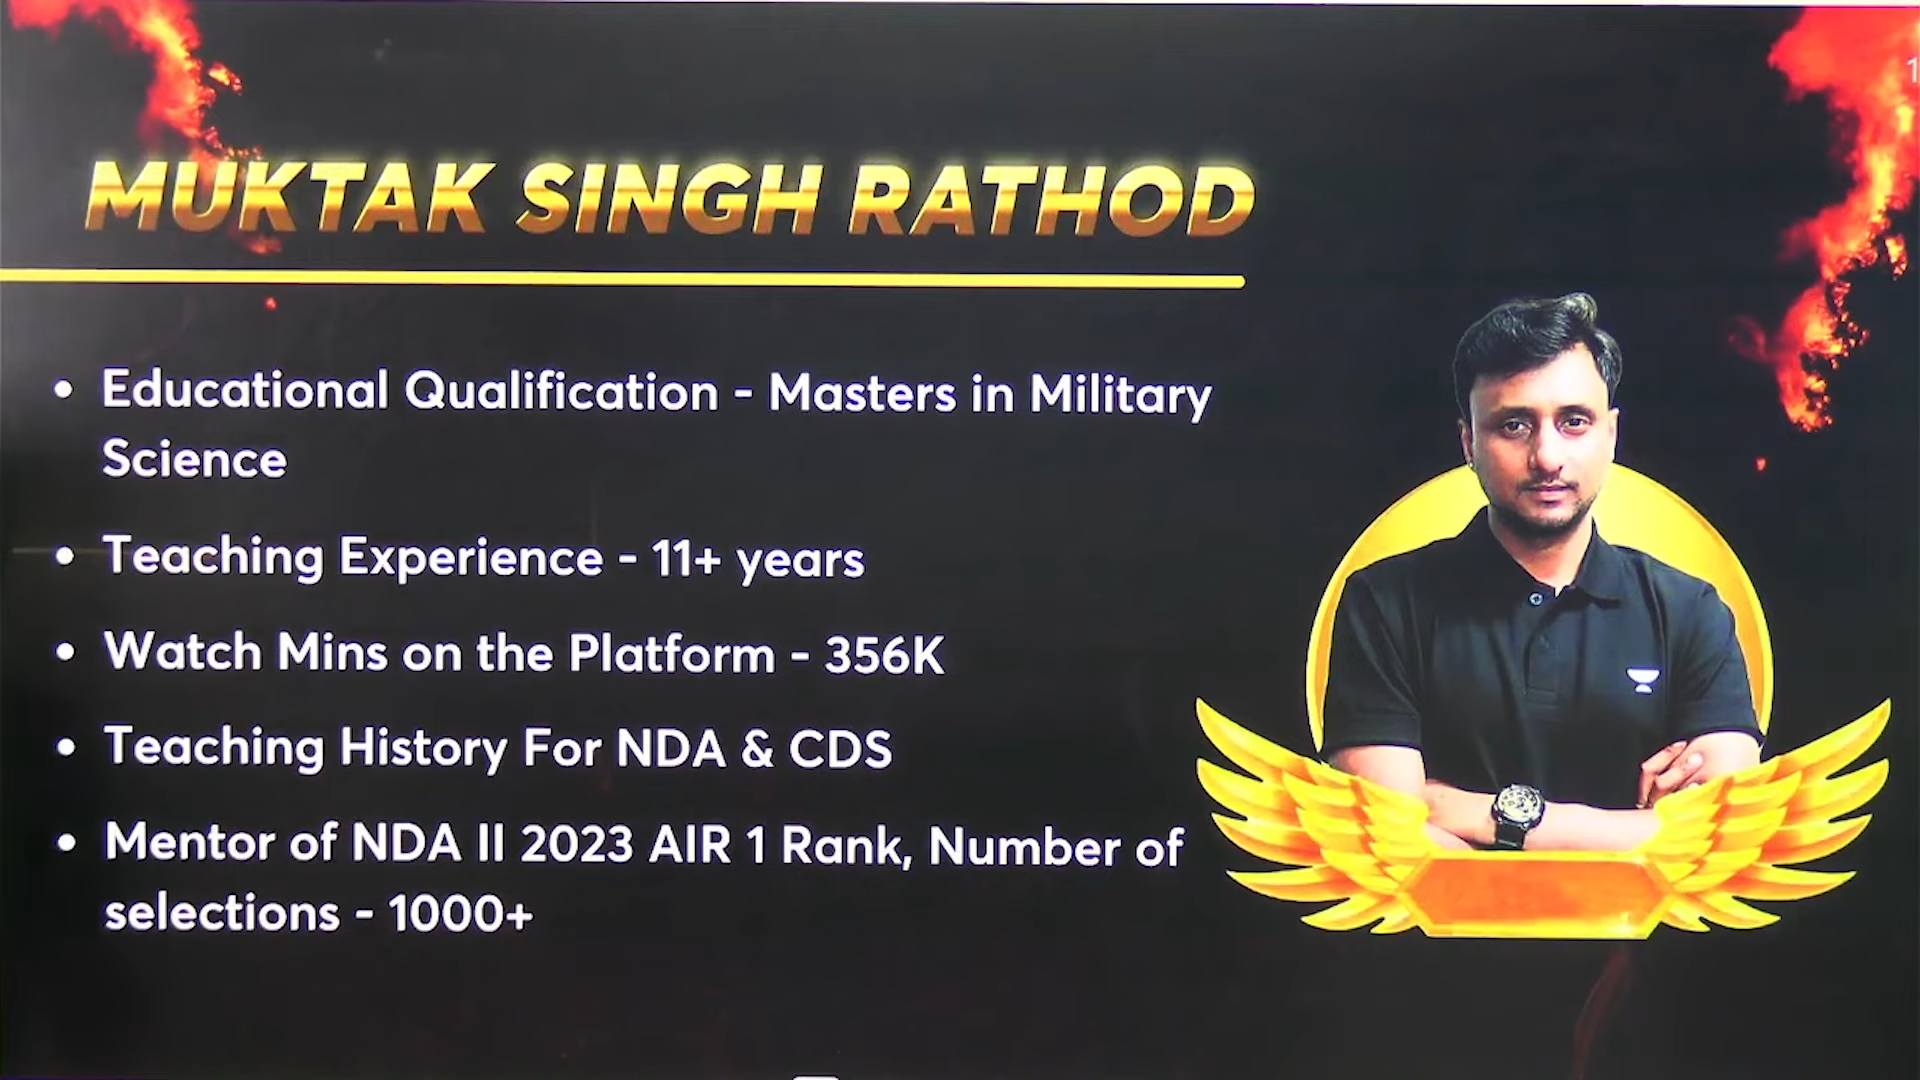 MUKTAK SINGH RATHOD
• Educational Qualification - Masters in Military
Science
• Teaching Experience - 11+ years
• Watch Mins on the Platform - 356K
• Teaching History For NDA & CDS
• Mentor of NDA II 2023 AIR 1 Rank, Number of
selections - 1000+